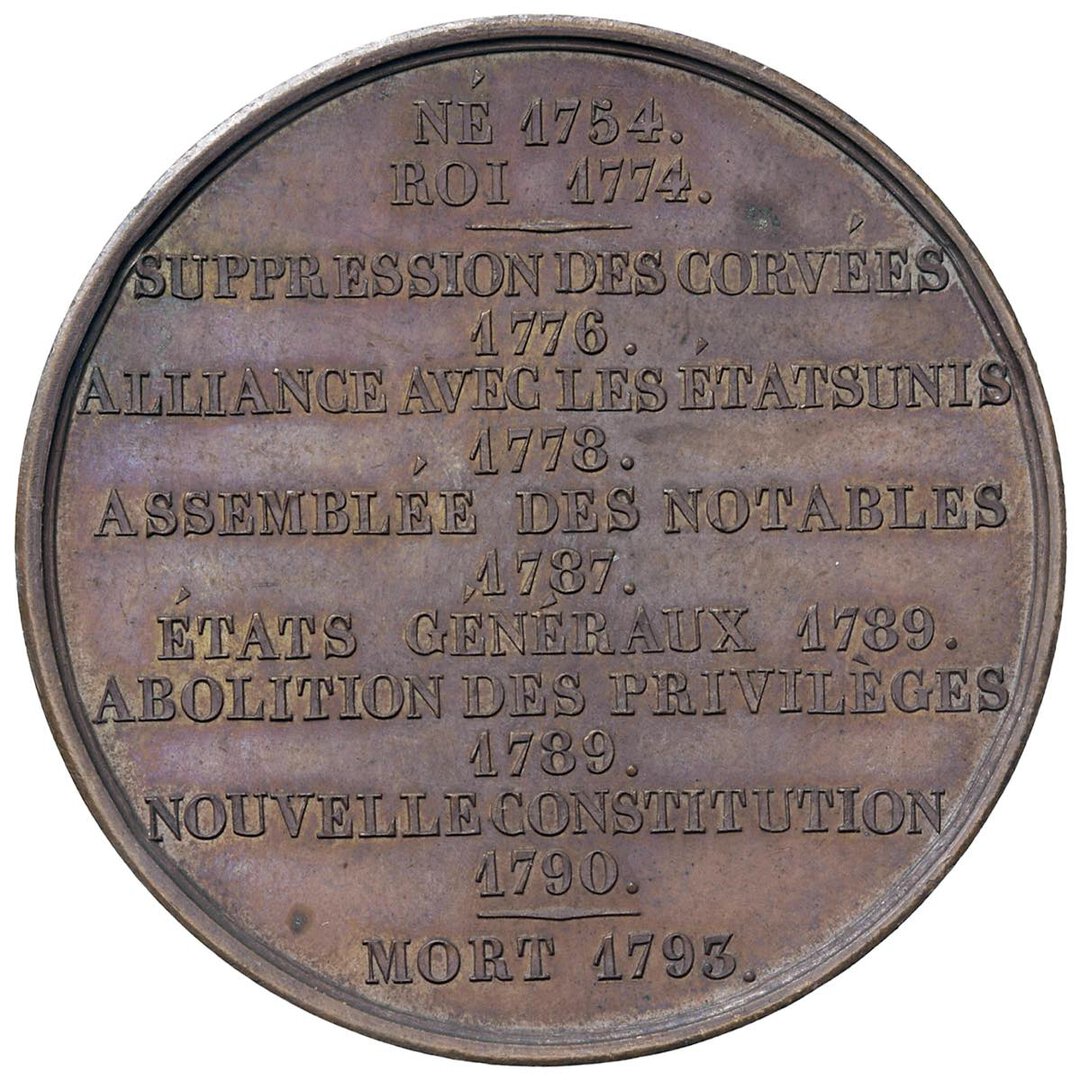 NÉ 1754.
ROI 1774.
SUPPRESSION DES CORVÉES
1776.
ALLIANCE AVEC LES ÉTATSUNIS
1778.
ASSEMBLÉE DES NOTABLES
1787.
ÉTATS GÉNÉRAUX 1789.
ABOLITION DES PRIVILÈGES
1789.
NOUVELLE CONSTITUTION
1790.
MORT 1793.